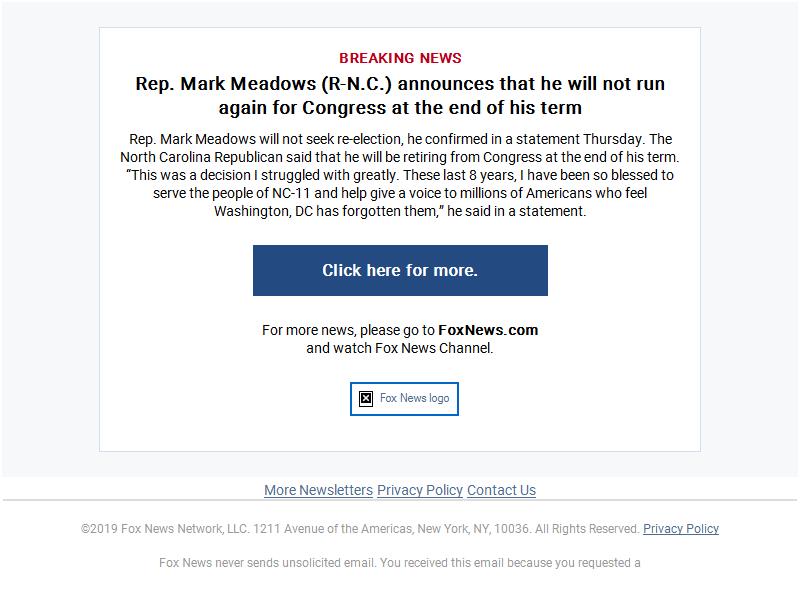 BREAKING NEWS
Rep. Mark Meadows (R-N.C.) announces that he will not run
again for Congress at the end of his term
Rep. Mark Meadows will not seek re-election, he confirmed in a statement Thursday. The
North Carolina Republican said that he will be retiring from Congress at the end of his term.
“This was a decision I struggled with greatly. These last 8 years, I have been so blessed to
serve the people of NC-11 and help give a voice to millions of Americans who feel
Washington, DC has forgotten them,” he said in a statement.
Click here for more.
For more news, please go to FoxNews.com
and watch Fox News Channel.
Fox News logo
More Newsletters Privacy Policy Contact Us
©2019 Fox News Network, LLC. 1211 Avenue of the Americas, New York, NY, 10036. All Rights Reserved. Privacy Policy
Fox News never sends unsolicited email. You received this email because you requested a